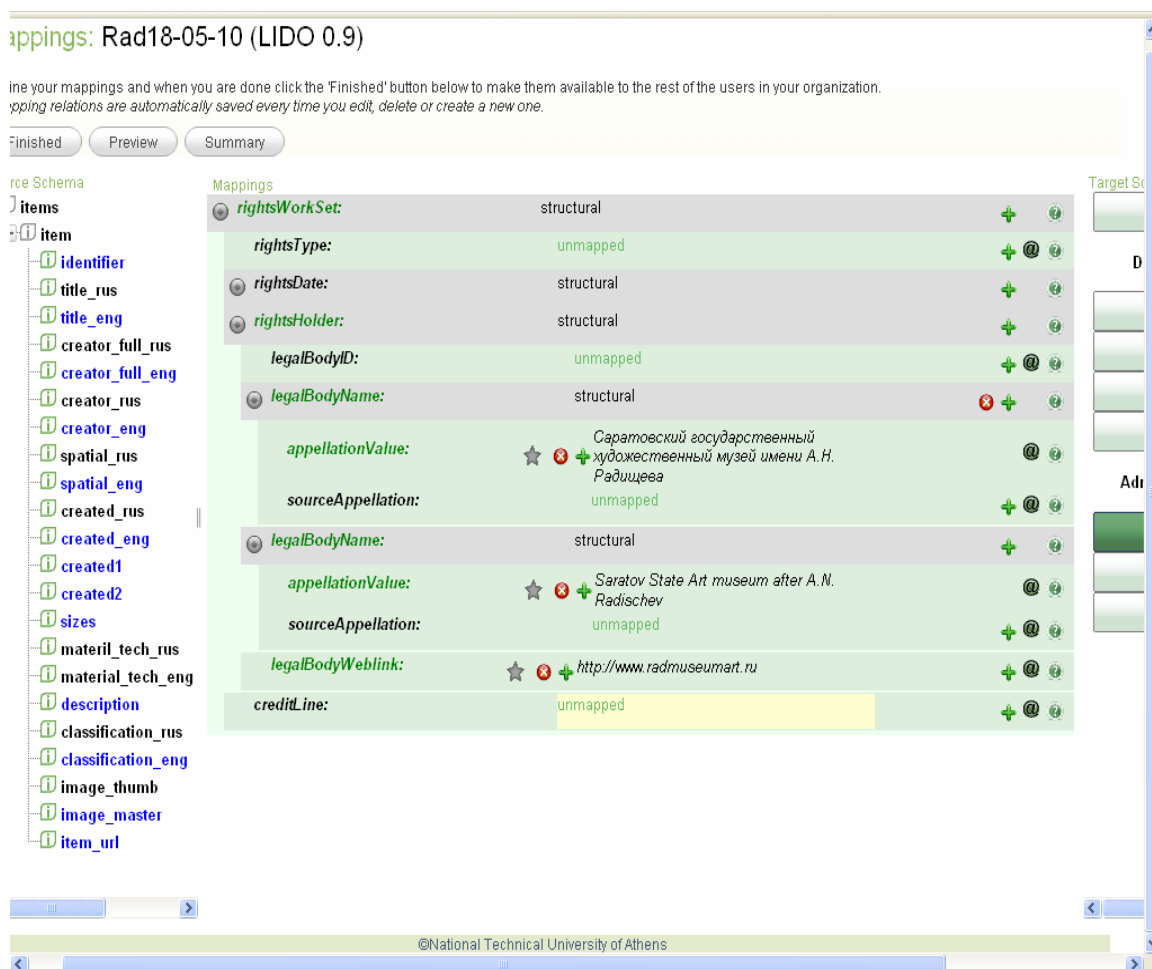 appings: Rad18-05-10 (LIDO 0.9)
ine your mappings and when you are done click the 'Finished' button below to make them available to the rest of the users in your organization.
pping relations are automatically saved every time you edit, delete or create a new one.
Finished Preview Summary
rce Schema
items
item
identifier
title_rus
title_eng
creator_full_rus
creator_full_eng
creator_rus
creator_eng
spatial_rus
spatial_eng
created_rus
created_eng
created1
created2
sizes
materil_tech_rus
material_tech_eng
description
classification_rus
classification_eng
image_thumb
image_master
item_url
Mappings
rightsWorkSet: structural
rightsType: unmapped
rightsDate: structural
rightsHolder: structural
legalBodyID: unmapped
legalBodyName: structural
appellationValue: Саратовский государственный
художественный музей имени А.Н.
Радищева
sourceAppellation: unmapped
legalBodyName: structural
appellationValue: Saratov State Art museum after A.N.
Radischev
sourceAppellation: unmapped
legalBodyWeblink: http://www.radmuseumart.ru
creditLine: unmapped
Target Sc
D
Adr
©National Technical University of Athens